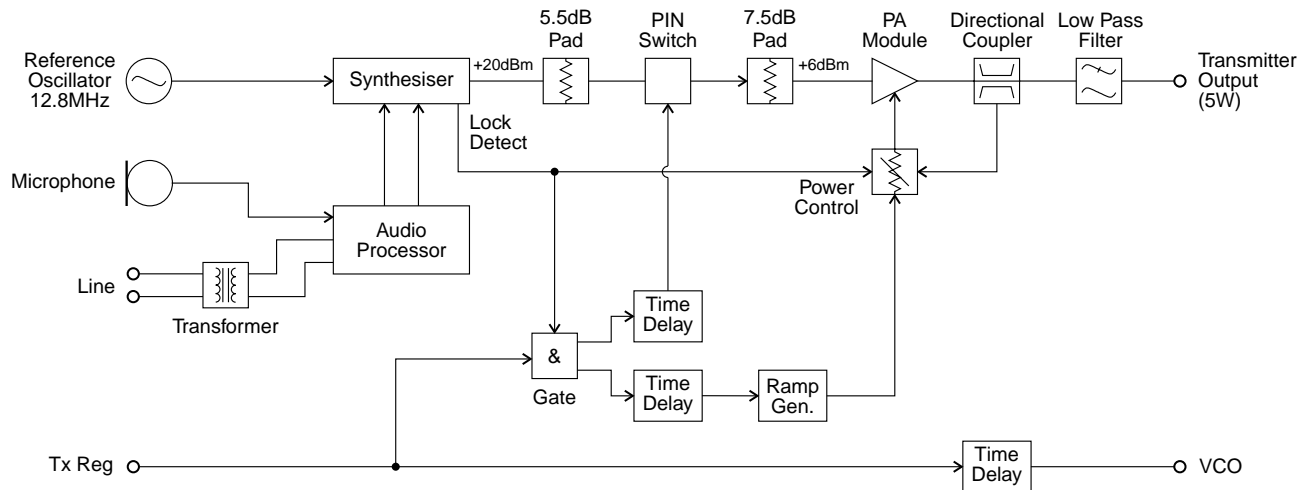 5.5dB
Pad
PIN
Switch
7.5dB
Pad
PA
Module
Directional
Coupler
Low Pass
Filter
Reference
Oscillator
12.8MHz
Synthesiser
+20dBm
+6dBm
Transmitter
Output
(5W)
Lock
Detect
Microphone
Power
Control
Audio
Processor
Line
Transformer
Time
Delay
&
Gate
Time
Delay
Ramp
Gen.
Tx Reg
Time
Delay
VCO